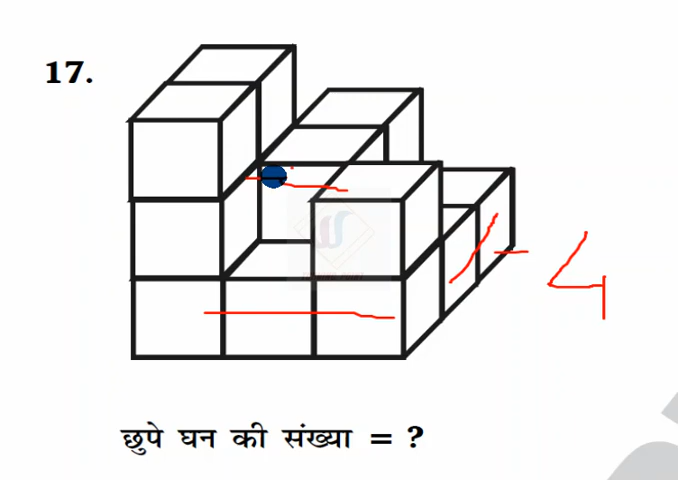 17.
4
छुपे घन की संख्या = ?